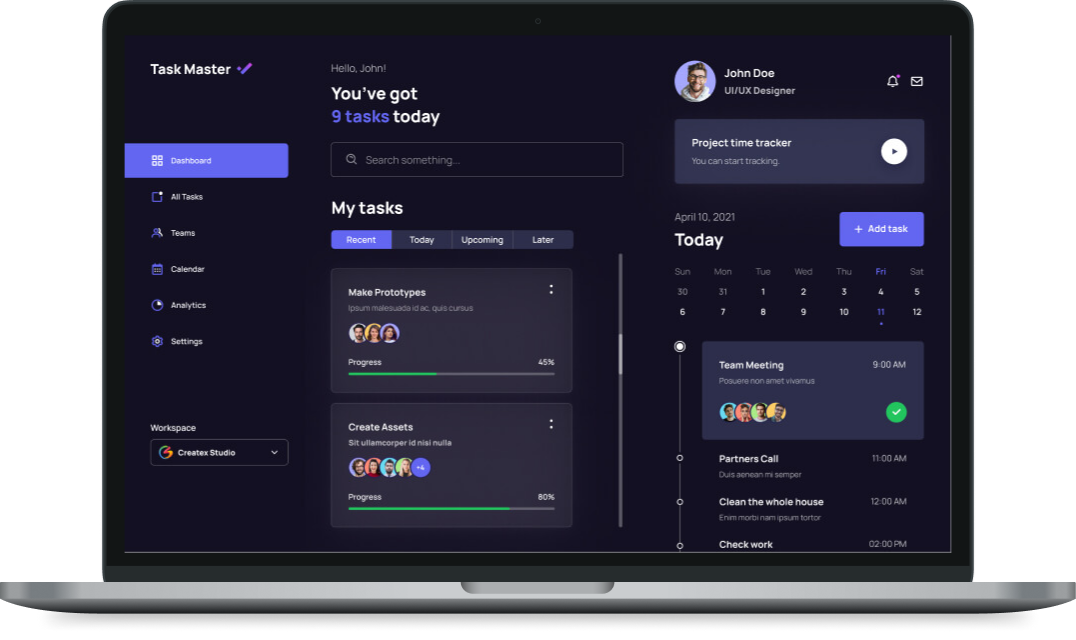 Task Master
Dashboard
All Tasks
Teams
Calendar
Analytics
Settings
Workspace
Createx Studio
Hello, John!
You've got
9 tasks today
Search something...
My tasks
Recent Today Upcoming Later
Make Prototypes
Ipsum malesuada id ac, quis cursus
Progress 45%
Create Assets
Sit ullamcorper id nisi nulla
+4
Progress 80%
John Doe
UI/UX Designer
Project time tracker
You can start tracking.
April 10, 2021
Today
+ Add task
Sun Mon Tue Wed Thu Fri Sat
30 31 1 2 3 4 5
6 7 8 9 10 11 12
Team Meeting 9:00 AM
Posuere non amet vivamus
Partners Call 11:00 AM
Duis aenean mi semper
Clean the whole house 12:00 AM
Enim morbi nam ipsum tortor
Check work 02:00 PM